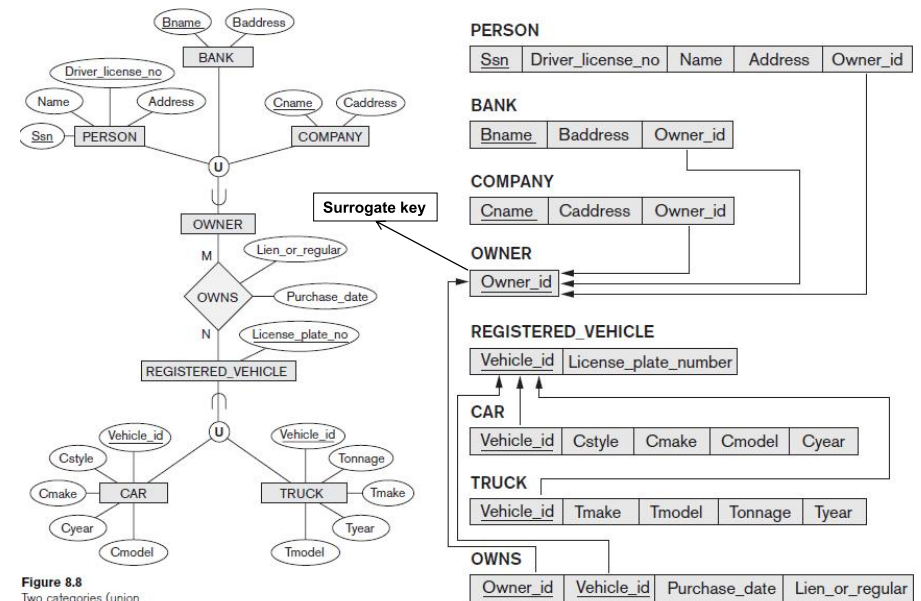 Bname Baddress
BANK
Driver_license_no
Name Address
Cname Caddress
Ssn PERSON
COMPANY
U
OWNER
M
Lien_or_regular
OWNS
Purchase_date
N
License_plate_no
REGISTERED_VEHICLE
U
Vehicle_id
Cstyle
Cmake CAR
Cyear
Cmodel
Vehicle_id
Tonnage
TRUCK Tmake
Tyear
Tmodel
Figure 8.8
Two categories (union
Surrogate key
PERSON
Ssn Driver_license_no Name Address Owner_id
BANK
Bname Baddress Owner_id
COMPANY
Cname Caddress Owner_id
OWNER
Owner_id
REGISTERED_VEHICLE
Vehicle_id License_plate_number
CAR
Vehicle_id Cstyle Cmake Cmodel Cyear
TRUCK
Vehicle_id Tmake Tmodel Tonnage Tyear
OWNS
Owner_id Vehicle_id Purchase_date Lien_or_regular